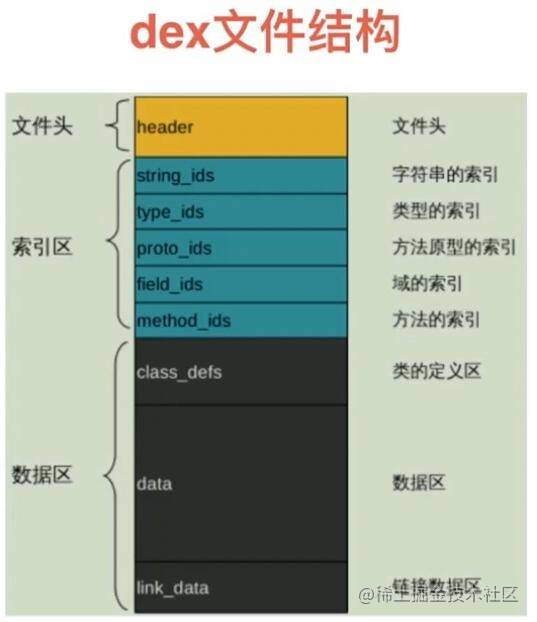 dex文件结构
文件头 header 文件头
string_ids 字符串的索引
type_ids 类型的索引
索引区 proto_ids 方法原型的索引
field_ids 域的索引
method_ids 方法的索引
class_defs 类的定义区
数据区 data 数据区
link_data 链接数据区
@稀土掘金技术社区